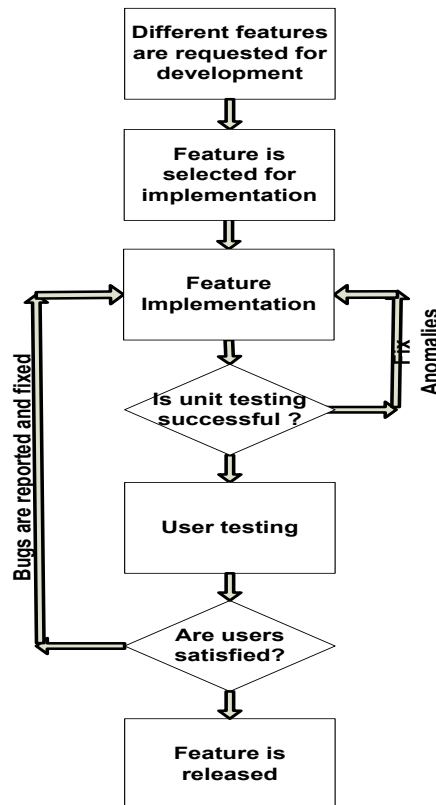 Different features
are requested for
development
Feature is
selected for
implementation
Feature
Implementation
Fix
Anomalies
Is unit testing
successful ?
Bugs are reported and fixed
User testing
Are users
satisfied?
Feature is
released